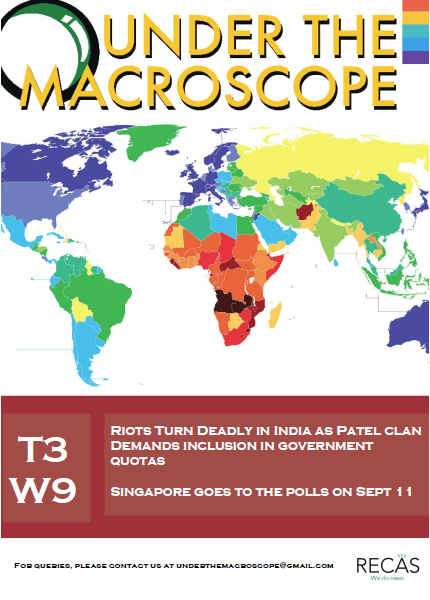 UNDER THE
MACROSCOPE
T3
W9
Riots Turn Deadly in India as Patel clan
Demands inclusion in government
quotas
Singapore goes to the polls on Sept 11
For queries, please contact us at underthemacroscope@gmail.com
RECAS
We do news